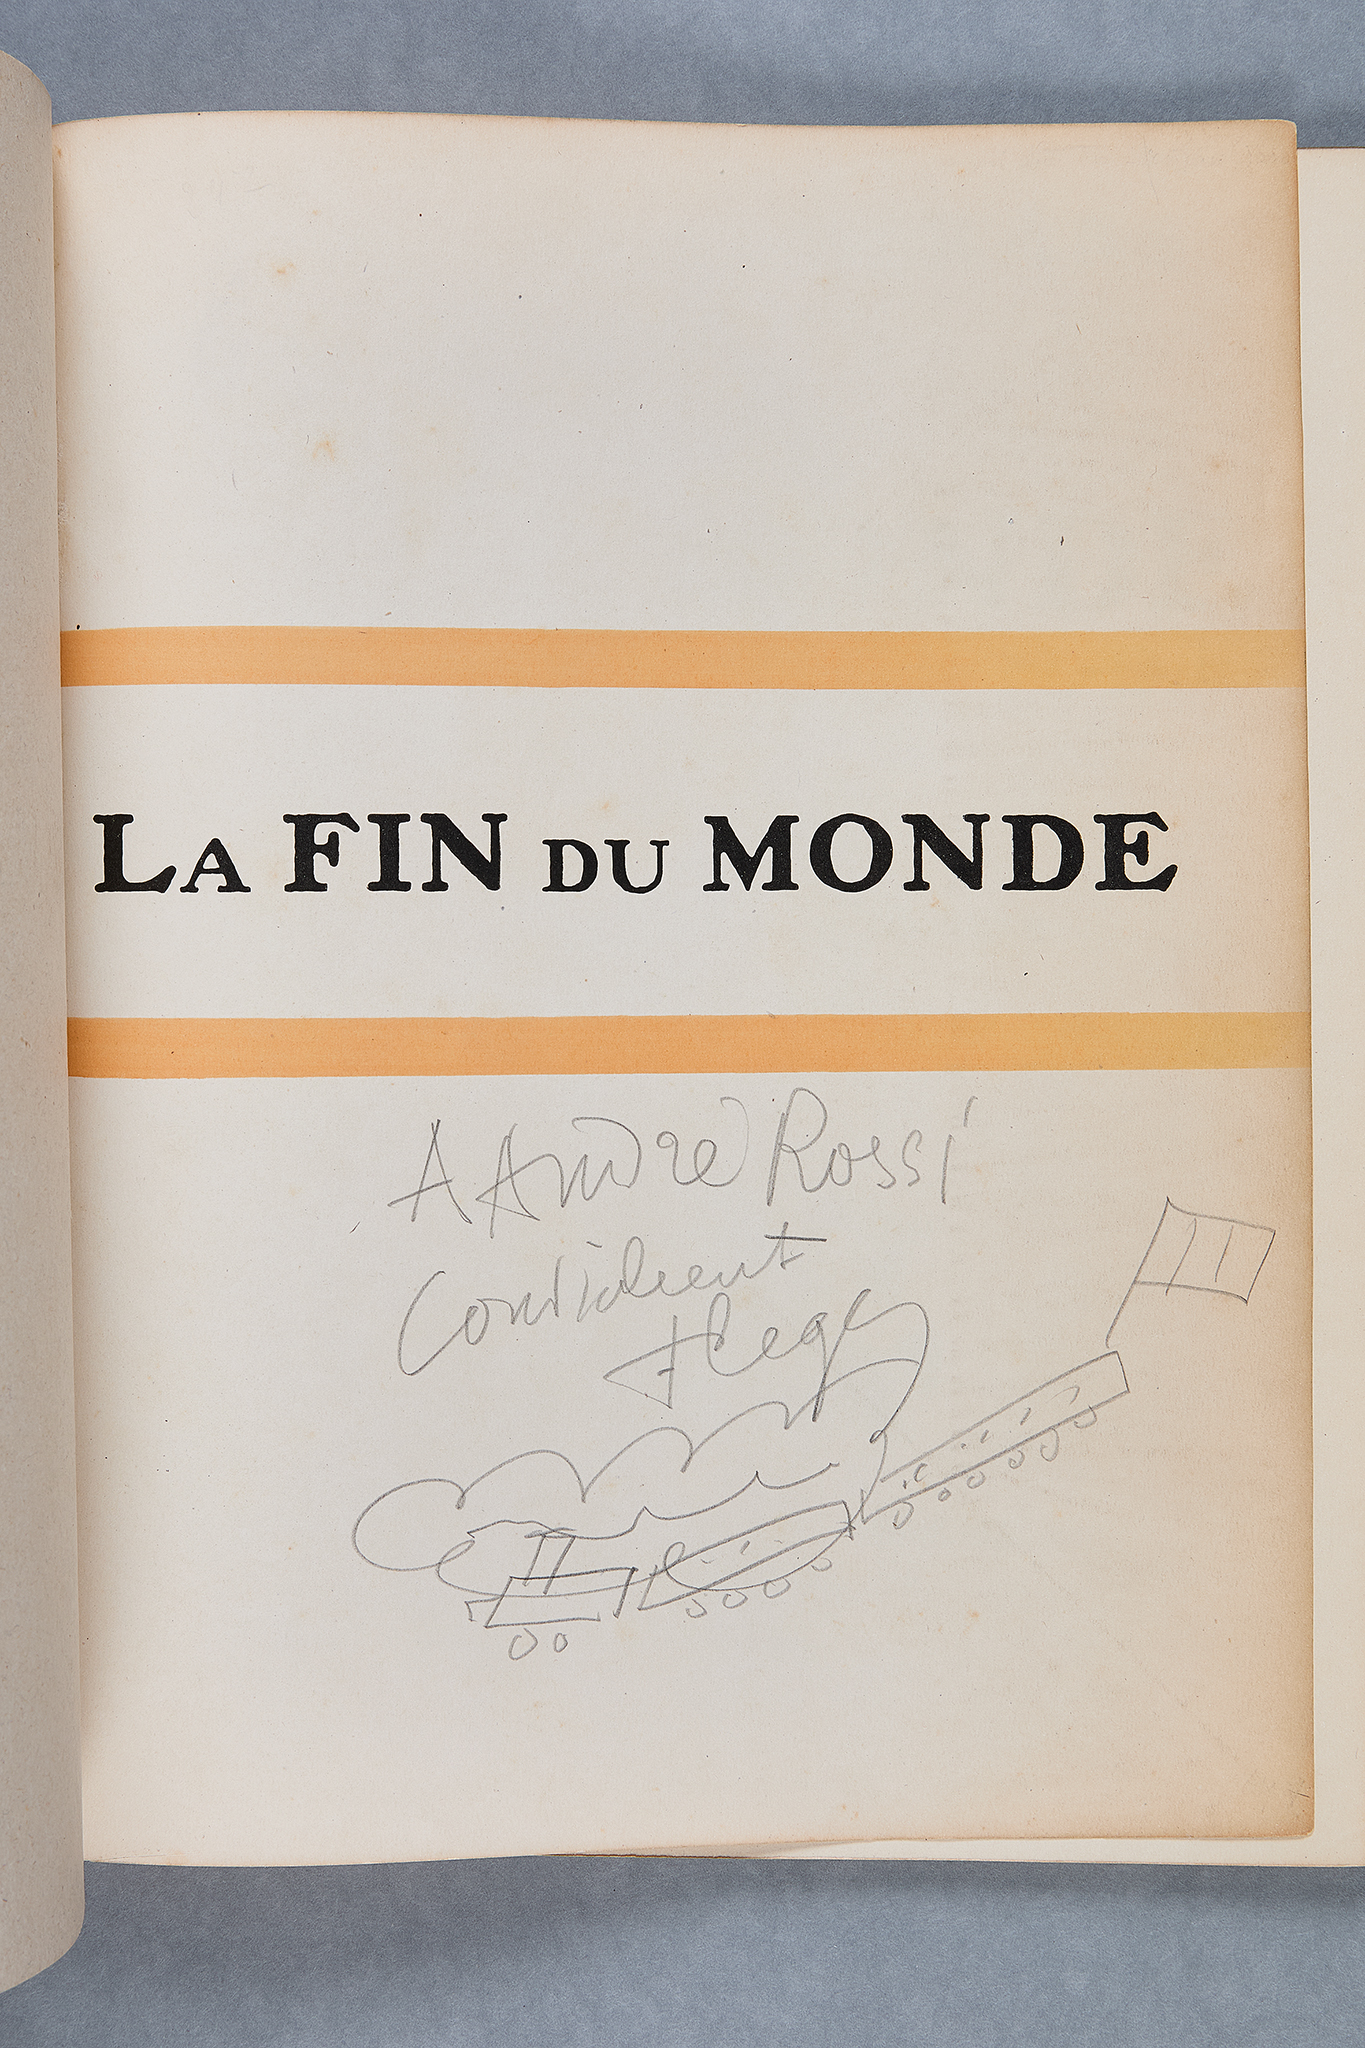 LA FIN DU MONDE
A André Rossi
Cordialement
F Leger